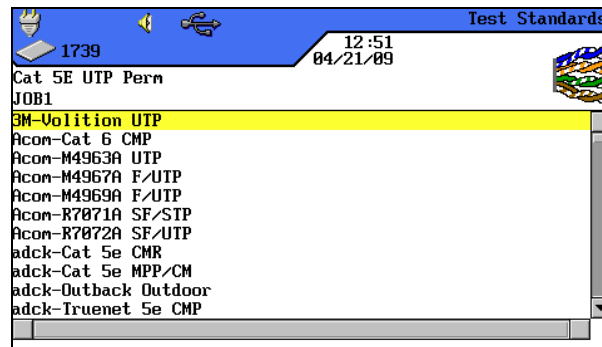 Test Standards
1739
12:51
04/21/09
Cat 5E UTP Perm
JOB1
3M-Volition UTP
Acom-Cat 6 CMP
Acom-M4963A UTP
Acom-M4967A F/UTP
Acom-M4969A F/UTP
Acom-R7071A SF/STP
Acom-R7072A SF/UTP
adck-Cat 5e CMR
adck-Cat 5e MPP/CM
adck-Outback Outdoor
adck-Truenet 5e CMP